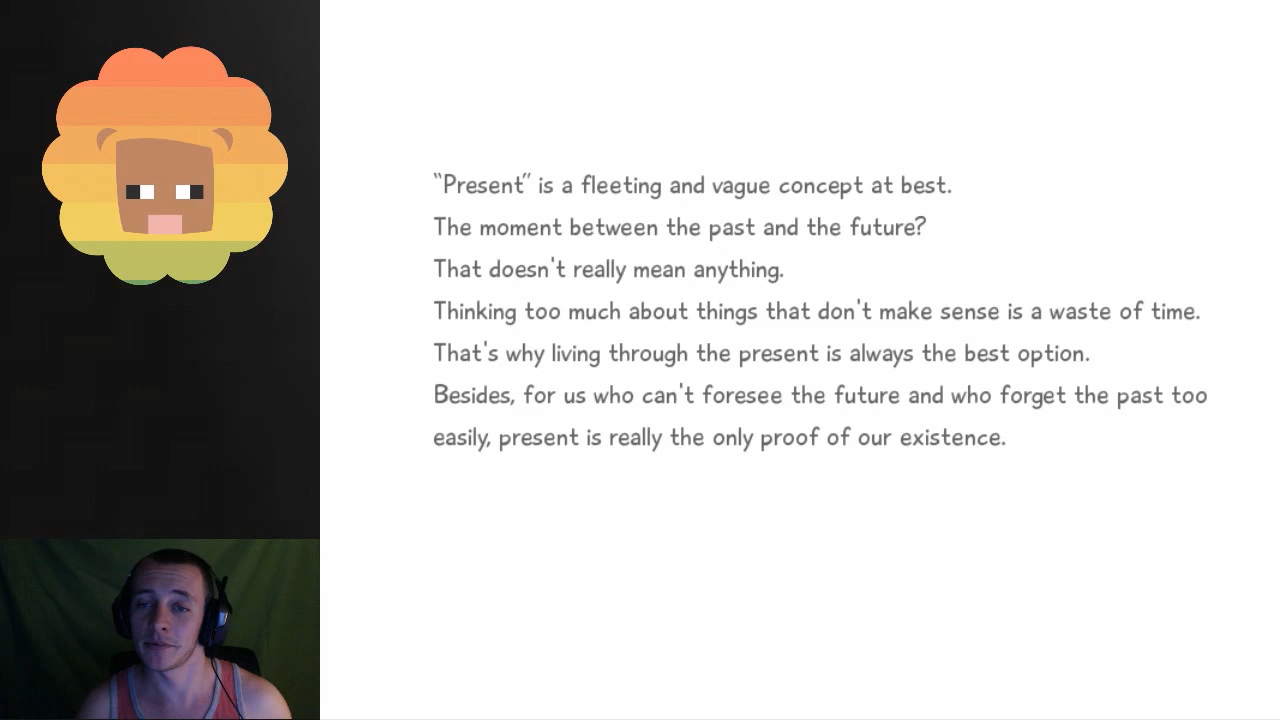 “Present” is a fleeting and vague concept at best.
The moment between the past and the future?
That doesn't really mean anything.
Thinking too much about things that don't make sense is a waste of time.
That's why living through the present is always the best option.
Besides, for us who can't foresee the future and who forget the past too
easily, present is really the only proof of our existence.